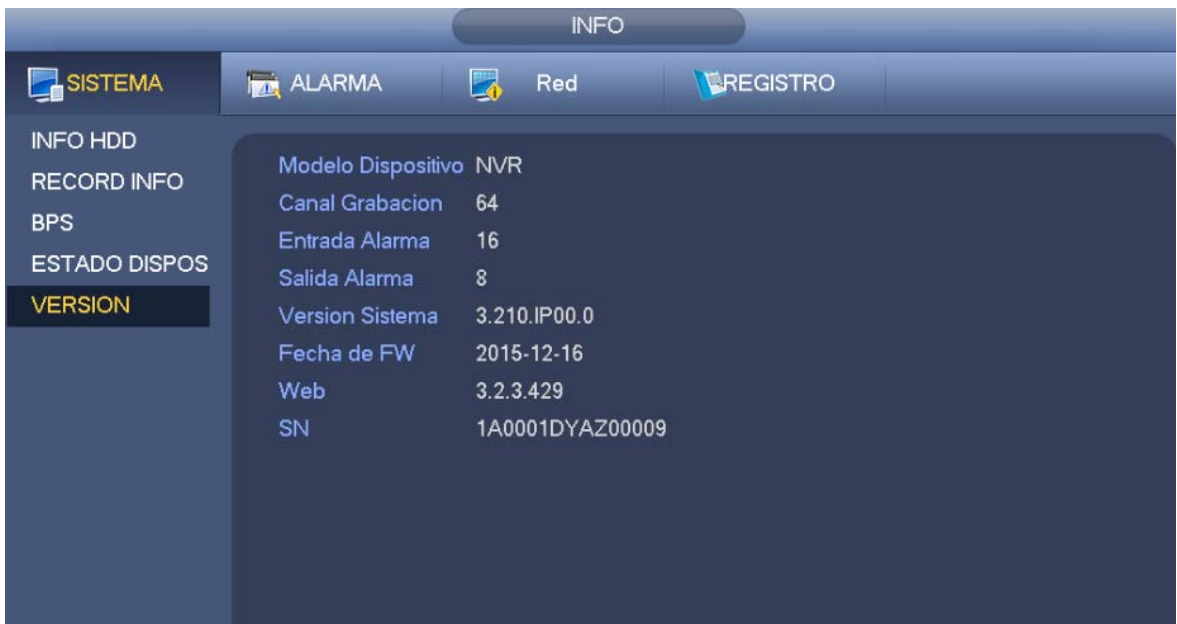 INFO
SISTEMA ALARMA Red REGISTRO
INFO HDD
RECORD INFO
BPS
ESTADO DISPOS
VERSION
Modelo Dispositivo NVR
Canal Grabacion 64
Entrada Alarma 16
Salida Alarma 8
Version Sistema 3.210.IP00.0
Fecha de FW 2015-12-16
Web 3.2.3.429
SN 1A0001DYAZ00009